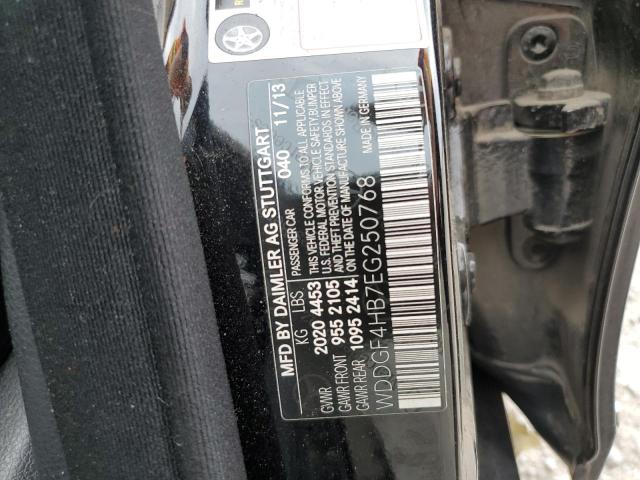 MFD BY DAIMLER AG STUTTGART
040 11/13
KG LBS PASSENGER CAR
GVWR 2020 4453 THIS VEHICLE CONFORMS TO ALL APPLICABLE
U.S. FEDERAL MOTOR VEHICLE SAFETY, BUMPER
GAWR FRONT 955 2105 AND THEFT PREVENTION STANDARDS IN EFFECT
GAWR REAR 1095 2414 ON THE DATE OF MANUFACTURE SHOWN ABOVE
MADE IN GERMANY
WDDGF4HB7EG250768